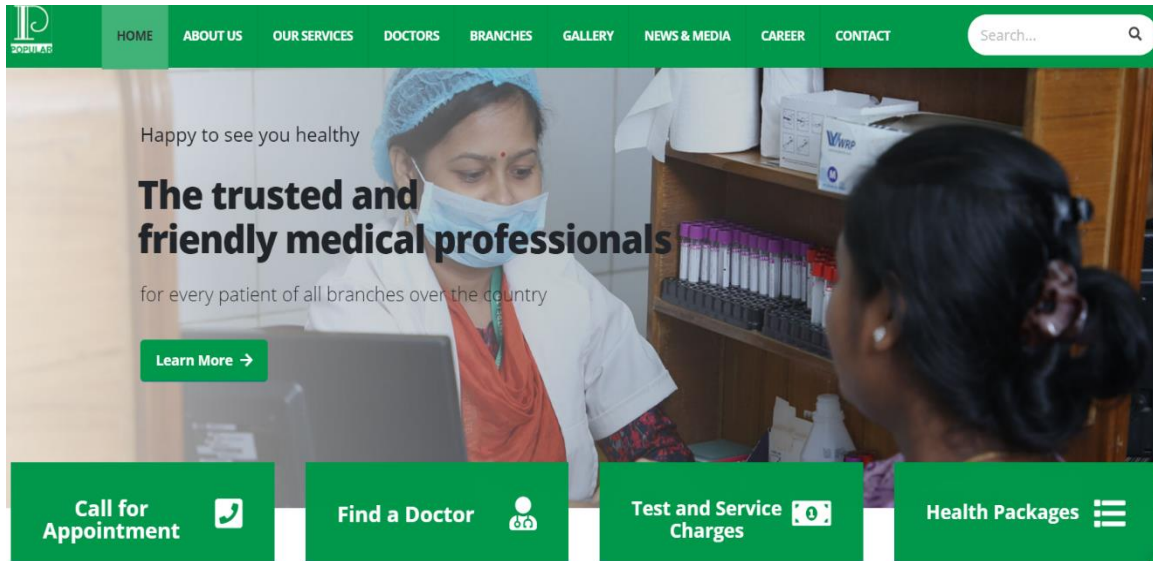 POPULAR
HOME ABOUT US OUR SERVICES DOCTORS BRANCHES GALLERY NEWS & MEDIA CAREER CONTACT Search...
Happy to see you healthy
The trusted and
friendly medical professionals
for every patient of all branches over the country
Learn More →
WRP
M
Call for
Appointment
Find a Doctor
Test and Service
Charges
Health Packages